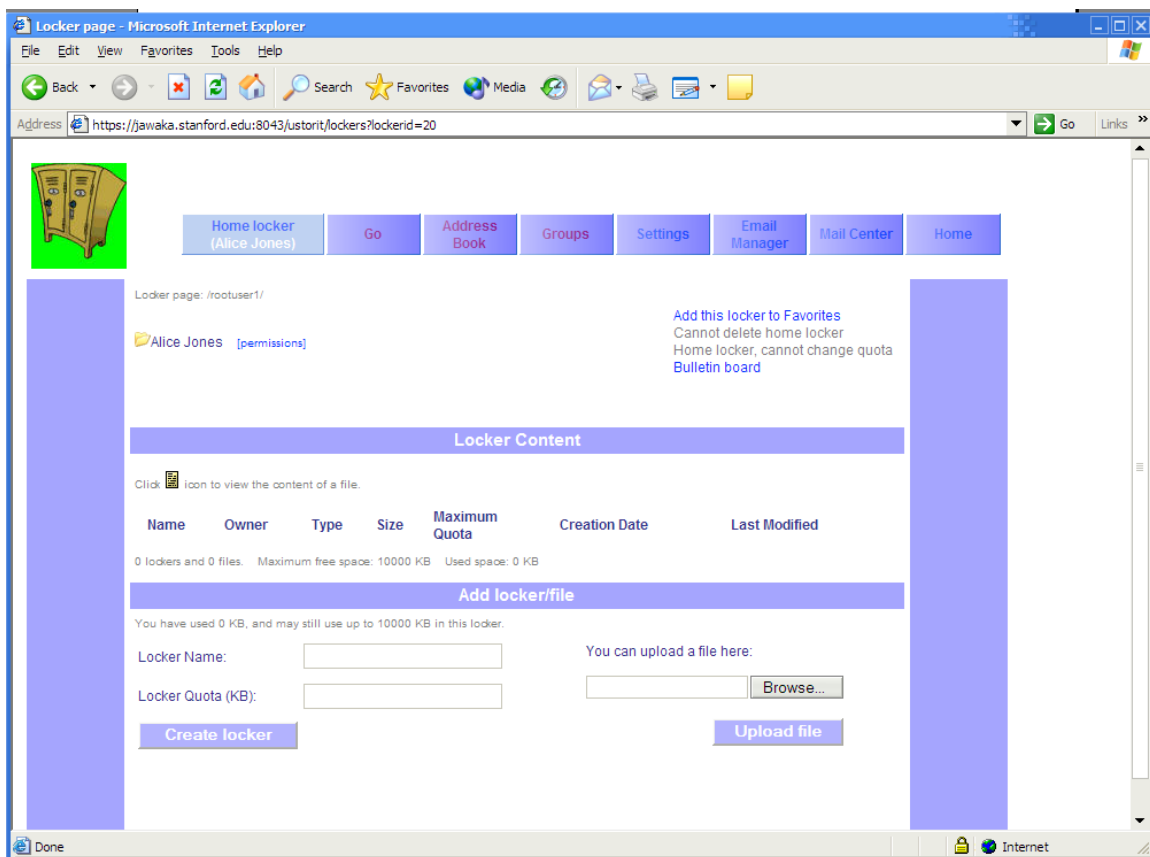 Locker page - Microsoft Internet Explorer
File Edit View Favorites Tools Help
Back Search Favorites Media
Address https://jawaka.stanford.edu:8043/ustorit/lockers?lockerid=20 Go Links »
Home locker
(Alice Jones)
Go
Address
Book
Groups
Settings
Email
Manager
Mail Center
Home
Locker page: /rootuser1/
Alice Jones [permissions]
Add this locker to Favorites
Cannot delete home locker
Home locker, cannot change quota
Bulletin board
Locker Content
Click icon to view the content of a file.
Name Owner Type Size Maximum Quota Creation Date Last Modified
0 lockers and 0 files. Maximum free space: 10000 KB Used space: 0 KB
Add locker/file
You have used 0 KB, and may still use up to 10000 KB in this locker.
Locker Name:
Locker Quota (KB):
Create locker
You can upload a file here:
Browse...
Upload file
Done Internet